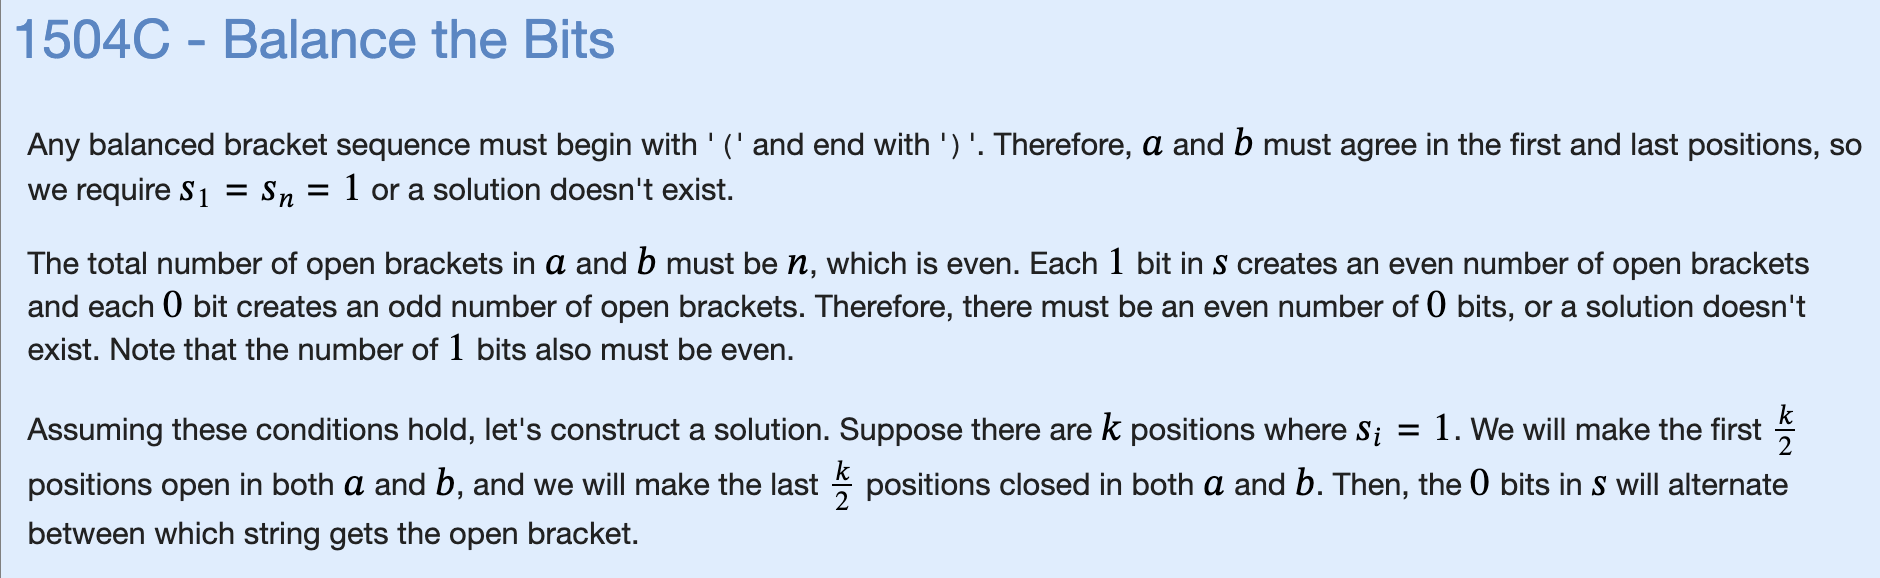 1504C - Balance the Bits
Any balanced bracket sequence must begin with '(' and end with ')'. Therefore, a and b must agree in the first and last positions, so
we require s₁ = sₙ = 1 or a solution doesn't exist.
The total number of open brackets in a and b must be n, which is even. Each 1 bit in s creates an even number of open brackets
and each 0 bit creates an odd number of open brackets. Therefore, there must be an even number of 0 bits, or a solution doesn't
exist. Note that the number of 1 bits also must be even.
Assuming these conditions hold, let's construct a solution. Suppose there are k positions where sᵢ = 1. We will make the first k/2
positions open in both a and b, and we will make the last k/2 positions closed in both a and b. Then, the 0 bits in s will alternate
between which string gets the open bracket.